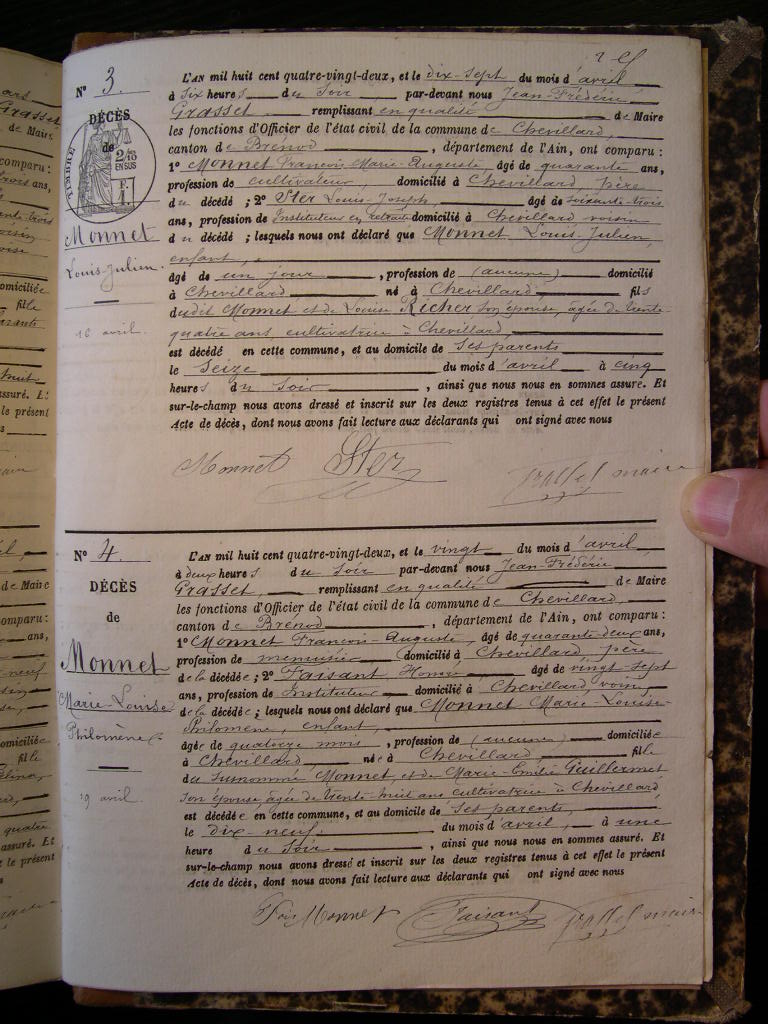 Nº 3.
DÉCÈS
de
TIMBRE
2/10
EN SUS
Monnet
Louis Julien
16 avril.
L'AN mil huit cent quatre-vingt-deux, et le dix-sept du mois d'avril
à Six heures du Soir par-devant nous Jean-Frédéric
Grasset remplissant en qualité de Maire
les fonctions d'Officier de l'état civil de la commune de Chevillard,
canton de Brénod, département de l'Ain, ont comparu :
1º Monnet François-Marie-Auguste âgé de quarante ans,
profession de cultivateur, domicilié à Chevillard, père
du décédé ; 2º Ster Louis-Joseph, âgé de soixante-trois
ans, profession de Instituteur en retraite domicilié à Chevillard voisin
du décédé ; lesquels nous ont déclaré que Monnet Louis-Julien,
enfant,
âgé de un jour, profession de (aucune) domicilié
à Chevillard, né à Chevillard, fils
dudit Monnet et de Louise Richer son épouse, âgée de trente-
quatre ans, cultivatrice à Chevillard,
est décédé en cette commune, et au domicile de Ses parents
le Seize du mois d'avril à cinq
heures du Soir, ainsi que nous nous en sommes assuré. Et
sur-le-champ nous avons dressé et inscrit sur les deux registres tenus à cet effet le présent
Acte de décès, dont nous avons fait lecture aux déclarants qui ont signé avec nous
Monnet Ster Grasset maire
Nº 4.
DÉCÈS
de
Monnet
Marie-Louise
Philomène
19 avril.
L'AN mil huit cent quatre-vingt-deux, et le vingt du mois d'avril
à deux heures du Soir par-devant nous Jean-Frédéric
Grasset, remplissant en qualité de Maire
les fonctions d'Officier de l'état civil de la commune de Chevillard,
canton de Brénod, département de l'Ain, ont comparu :
1º Monnet François-Auguste, âgé de quarante-deux ans,
profession de menuisier domicilié à Chevillard, père
de la décédée ; 2º Faisant Honoré âgé de vingt-sept
ans, profession de Instituteur domicilié à Chevillard, voisin
de la décédée ; lesquels nous ont déclaré que Monnet Marie-Louise-
Philomène, enfant,
âgée de quatorze mois, profession de (aucune) domiciliée
à Chevillard, née à Chevillard, fille
du surnommé Monnet, et de Marie-Emilie Guillermet
son épouse, âgée de trente-huit ans cultivatrice à Chevillard,
est décédée en cette commune, et au domicile de Ses parents,
le dix-neuf du mois d'avril, à une
heure du Soir, ainsi que nous nous en sommes assuré. Et
sur-le-champ nous avons dressé et inscrit sur les deux registres tenus à cet effet le présent
Acte de décès, dont nous avons fait lecture aux déclarants qui ont signé avec nous
Fois Monnet Faisant Grasset maire